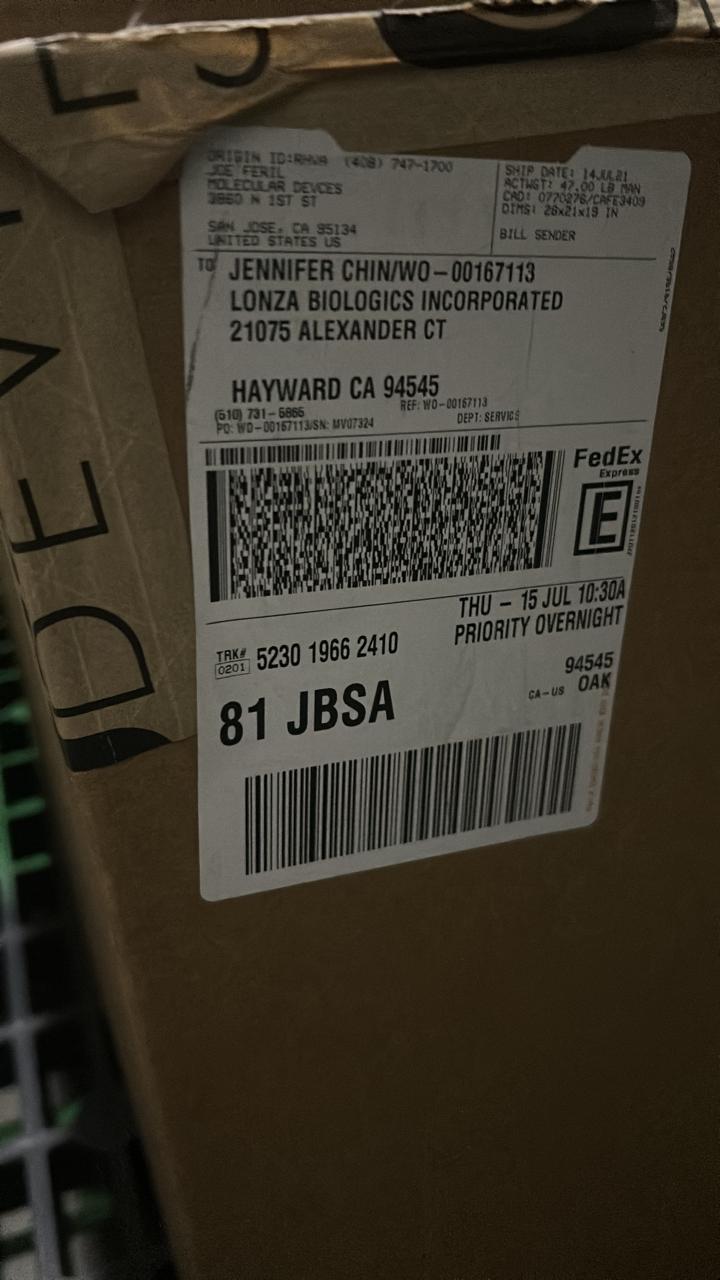 ORIGIN ID:RHVA (408) 747-1700
JOE FERIL
MOLECULAR DEVCES
3860 N 1ST ST
SAN JOSE, CA 95134
UNITED STATES US
SHIP DATE: 14JUL21
ACTWGT: 47.00 LB MAN
CAD: 0770276/CAFE3409
DIMS: 26x21x19 IN
BILL SENDER
TO JENNIFER CHIN/WO-00167113
LONZA BIOLOGICS INCORPORATED
21075 ALEXANDER CT
HAYWARD CA 94545
(510) 731-6865
REF: WO-00167113
PO: WO-00167113/SN: MV07324
DEPT: SERVICE
FedEx
Express
E
THU - 15 JUL 10:30A
PRIORITY OVERNIGHT
TRK# 5230 1966 2410
0201
94545
CA-US OAK
81 JBSA
DEV